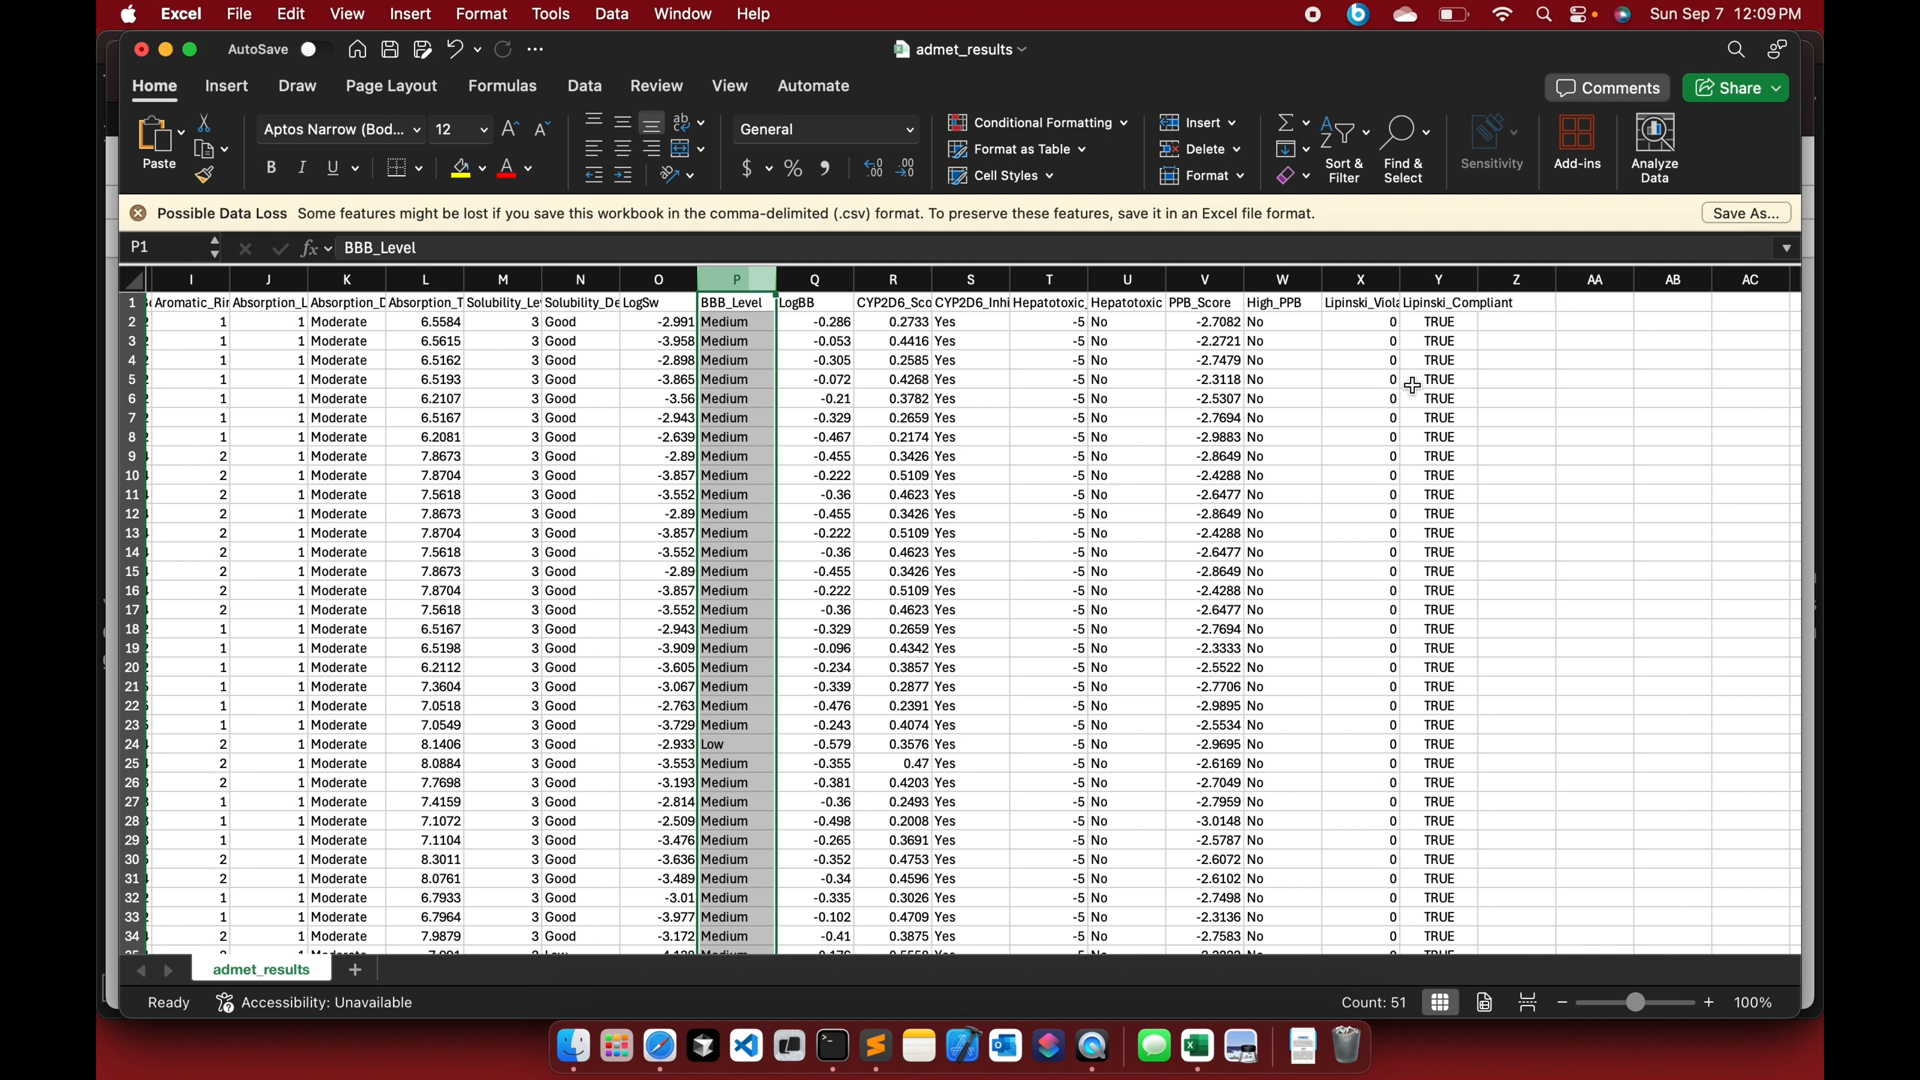 Excel File Edit View Insert Format Tools Data Window Help Sun Sep 7 12:09 PM
AutoSave admet_results
Home Insert Draw Page Layout Formulas Data Review View Automate Comments Share
Paste Aptos Narrow (Bod... 12 General Conditional Formatting Format as Table Cell Styles Insert Delete Format Sort & Filter Find & Select Sensitivity Add-ins Analyze Data
Possible Data Loss Some features might be lost if you save this workbook in the comma-delimited (.csv) format. To preserve these features, save it in an Excel file format. Save As...
P1 fx BBB_Level
I J K L M N O P Q R S T U V W X Y Z AA AB AC
1 Aromatic_Rin Absorption_L Absorption_D Absorption_T Solubility_Le Solubility_De LogSw BBB_Level LogBB CYP2D6_Sco CYP2D6_Inhi Hepatotoxic_ Hepatotoxic PPB_Score High_PPB Lipinski_Viola Lipinski_Compliant
2 1 1 Moderate 6.5584 3 Good -2.991 Medium -0.286 0.2733 Yes -5 No -2.7082 No 0 TRUE
3 1 1 Moderate 6.5615 3 Good -3.958 Medium -0.053 0.4416 Yes -5 No -2.2721 No 0 TRUE
4 1 1 Moderate 6.5162 3 Good -2.898 Medium -0.305 0.2585 Yes -5 No -2.7479 No 0 TRUE
5 1 1 Moderate 6.5193 3 Good -3.865 Medium -0.072 0.4268 Yes -5 No -2.3118 No 0 TRUE
6 1 1 Moderate 6.2107 3 Good -3.56 Medium -0.21 0.3782 Yes -5 No -2.5307 No 0 TRUE
7 1 1 Moderate 6.5167 3 Good -2.943 Medium -0.329 0.2659 Yes -5 No -2.7694 No 0 TRUE
8 1 1 Moderate 6.2081 3 Good -2.639 Medium -0.467 0.2174 Yes -5 No -2.9883 No 0 TRUE
9 2 1 Moderate 7.8673 3 Good -2.89 Medium -0.455 0.3426 Yes -5 No -2.8649 No 0 TRUE
10 2 1 Moderate 7.8704 3 Good -3.857 Medium -0.222 0.5109 Yes -5 No -2.4288 No 0 TRUE
11 2 1 Moderate 7.5618 3 Good -3.552 Medium -0.36 0.4623 Yes -5 No -2.6477 No 0 TRUE
12 2 1 Moderate 7.8673 3 Good -2.89 Medium -0.455 0.3426 Yes -5 No -2.8649 No 0 TRUE
13 2 1 Moderate 7.8704 3 Good -3.857 Medium -0.222 0.5109 Yes -5 No -2.4288 No 0 TRUE
14 2 1 Moderate 7.5618 3 Good -3.552 Medium -0.36 0.4623 Yes -5 No -2.6477 No 0 TRUE
15 2 1 Moderate 7.8673 3 Good -2.89 Medium -0.455 0.3426 Yes -5 No -2.8649 No 0 TRUE
16 2 1 Moderate 7.8704 3 Good -3.857 Medium -0.222 0.5109 Yes -5 No -2.4288 No 0 TRUE
17 2 1 Moderate 7.5618 3 Good -3.552 Medium -0.36 0.4623 Yes -5 No -2.6477 No 0 TRUE
18 1 1 Moderate 6.5167 3 Good -2.943 Medium -0.329 0.2659 Yes -5 No -2.7694 No 0 TRUE
19 1 1 Moderate 6.5198 3 Good -3.909 Medium -0.096 0.4342 Yes -5 No -2.3333 No 0 TRUE
20 1 1 Moderate 6.2112 3 Good -3.605 Medium -0.234 0.3857 Yes -5 No -2.5522 No 0 TRUE
21 1 1 Moderate 7.3604 3 Good -3.067 Medium -0.339 0.2877 Yes -5 No -2.7706 No 0 TRUE
22 1 1 Moderate 7.0518 3 Good -2.763 Medium -0.476 0.2391 Yes -5 No -2.9895 No 0 TRUE
23 1 1 Moderate 7.0549 3 Good -3.729 Medium -0.243 0.4074 Yes -5 No -2.5534 No 0 TRUE
24 2 1 Moderate 8.1406 3 Good -2.933 Low -0.579 0.3576 Yes -5 No -2.9695 No 0 TRUE
25 2 1 Moderate 8.0884 3 Good -3.553 Medium -0.355 0.47 Yes -5 No -2.6169 No 0 TRUE
26 2 1 Moderate 7.7698 3 Good -3.193 Medium -0.381 0.4203 Yes -5 No -2.7049 No 0 TRUE
27 1 1 Moderate 7.4159 3 Good -2.814 Medium -0.36 0.2493 Yes -5 No -2.7959 No 0 TRUE
28 1 1 Moderate 7.1072 3 Good -2.509 Medium -0.498 0.2008 Yes -5 No -3.0148 No 0 TRUE
29 1 1 Moderate 7.1104 3 Good -3.476 Medium -0.265 0.3691 Yes -5 No -2.5787 No 0 TRUE
30 2 1 Moderate 8.3011 3 Good -3.636 Medium -0.352 0.4753 Yes -5 No -2.6072 No 0 TRUE
31 2 1 Moderate 8.0761 3 Good -3.489 Medium -0.34 0.4596 Yes -5 No -2.6102 No 0 TRUE
32 1 1 Moderate 6.7933 3 Good -3.01 Medium -0.335 0.3026 Yes -5 No -2.7498 No 0 TRUE
33 1 1 Moderate 6.7964 3 Good -3.977 Medium -0.102 0.4709 Yes -5 No -2.3136 No 0 TRUE
34 2 1 Moderate 7.9879 3 Good -3.172 Medium -0.41 0.3875 Yes -5 No -2.7583 No 0 TRUE
admet_results
Ready Accessibility: Unavailable Count: 51 100%